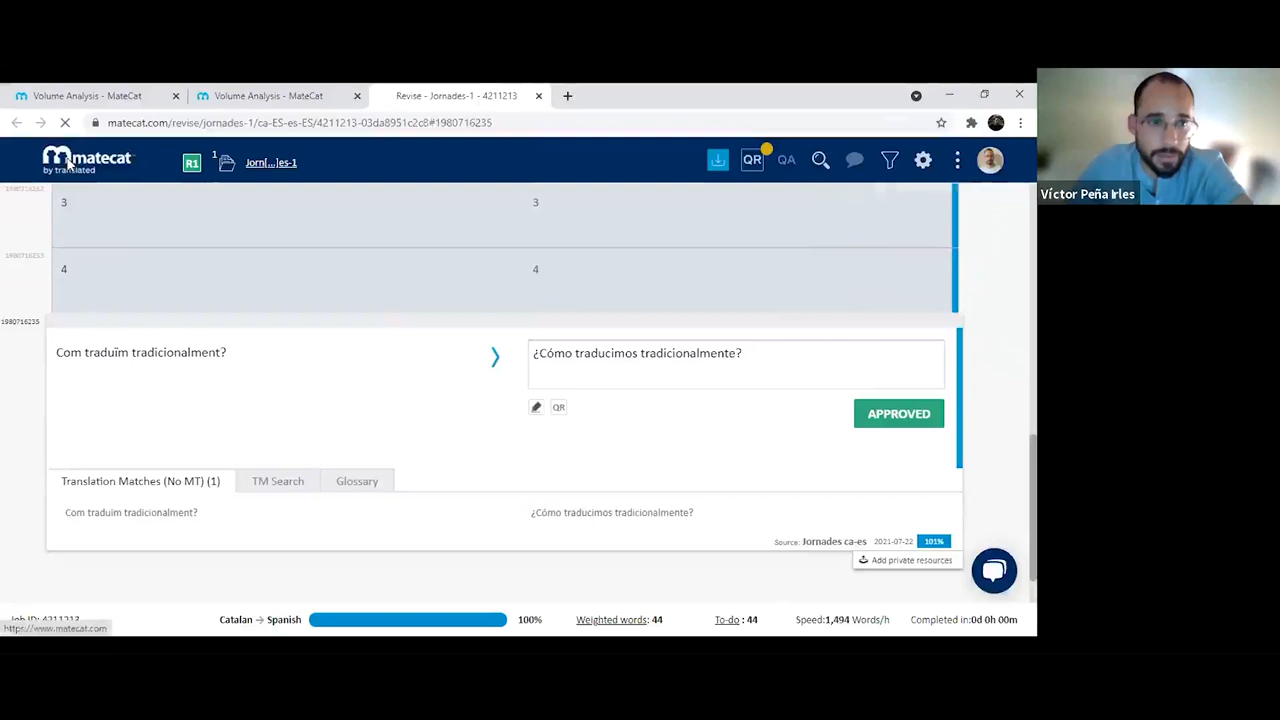 Volume Analysis - MateCat
Volume Analysis - MateCat
Revise - Jornades-1 - 4211213
matecat.com/revise/jornades-1/ca-ES-es-ES/4211213-03da8951c2c8#1980716235
matecat
by translated
R1
1
Jorn[...]es-1
QR
QA
Víctor Peña Irles
3
3
1980716253
4
4
1980716235
Com traduïm tradicionalment?
¿Cómo traducimos tradicionalmente?
QR
APPROVED
Translation Matches (No MT) (1)
TM Search
Glossary
Com traduïm tradicionalment?
¿Cómo traducimos tradicionalmente?
Source: Jornades ca-es 2021-07-22 101%
Add private resources
Job ID: 4211213
Catalan → Spanish
100%
Weighted words: 44
To-do : 44
Speed:1,494 Words/h
Completed in:0d 0h 00m
https://www.matecat.com